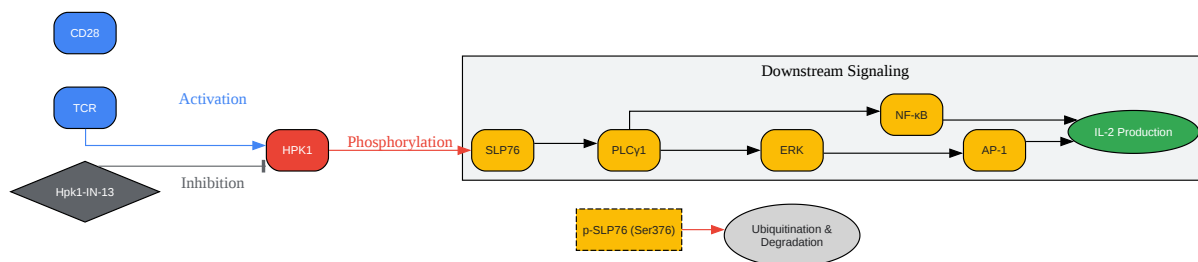 CD28
Downstream Signaling
TCR
Activation
NF-κB
IL-2 Production
HPK1
Phosphorylation
SLP76
PLCγ1
ERK
AP-1
Hpk1-IN-13
Inhibition
p-SLP76 (Ser376)
Ubiquitination &
Degradation